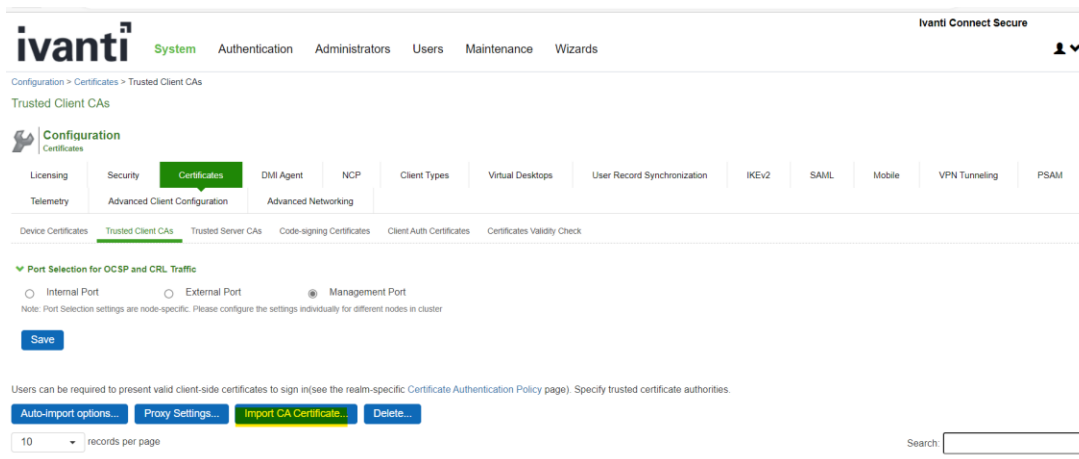 Ivanti Connect Secure
ivanti System Authentication Administrators Users Maintenance Wizards
Configuration > Certificates > Trusted Client CAs
Trusted Client CAs
Configuration
Certificates
Licensing Security Certificates DMI Agent NCP Client Types Virtual Desktops User Record Synchronization IKEv2 SAML Mobile VPN Tunneling PSAM
Telemetry Advanced Client Configuration Advanced Networking
Device Certificates Trusted Client CAs Trusted Server CAs Code-signing Certificates Client Auth Certificates Certificates Validity Check
Port Selection for OCSP and CRL Traffic
Internal Port External Port Management Port
Note: Port Selection settings are node-specific. Please configure the settings individually for different nodes in cluster
Save
Users can be required to present valid client-side certificates to sign in(see the realm-specific Certificate Authentication Policy page). Specify trusted certificate authorities.
Auto-import options... Proxy Settings... Import CA Certificate... Delete...
10 records per page Search: